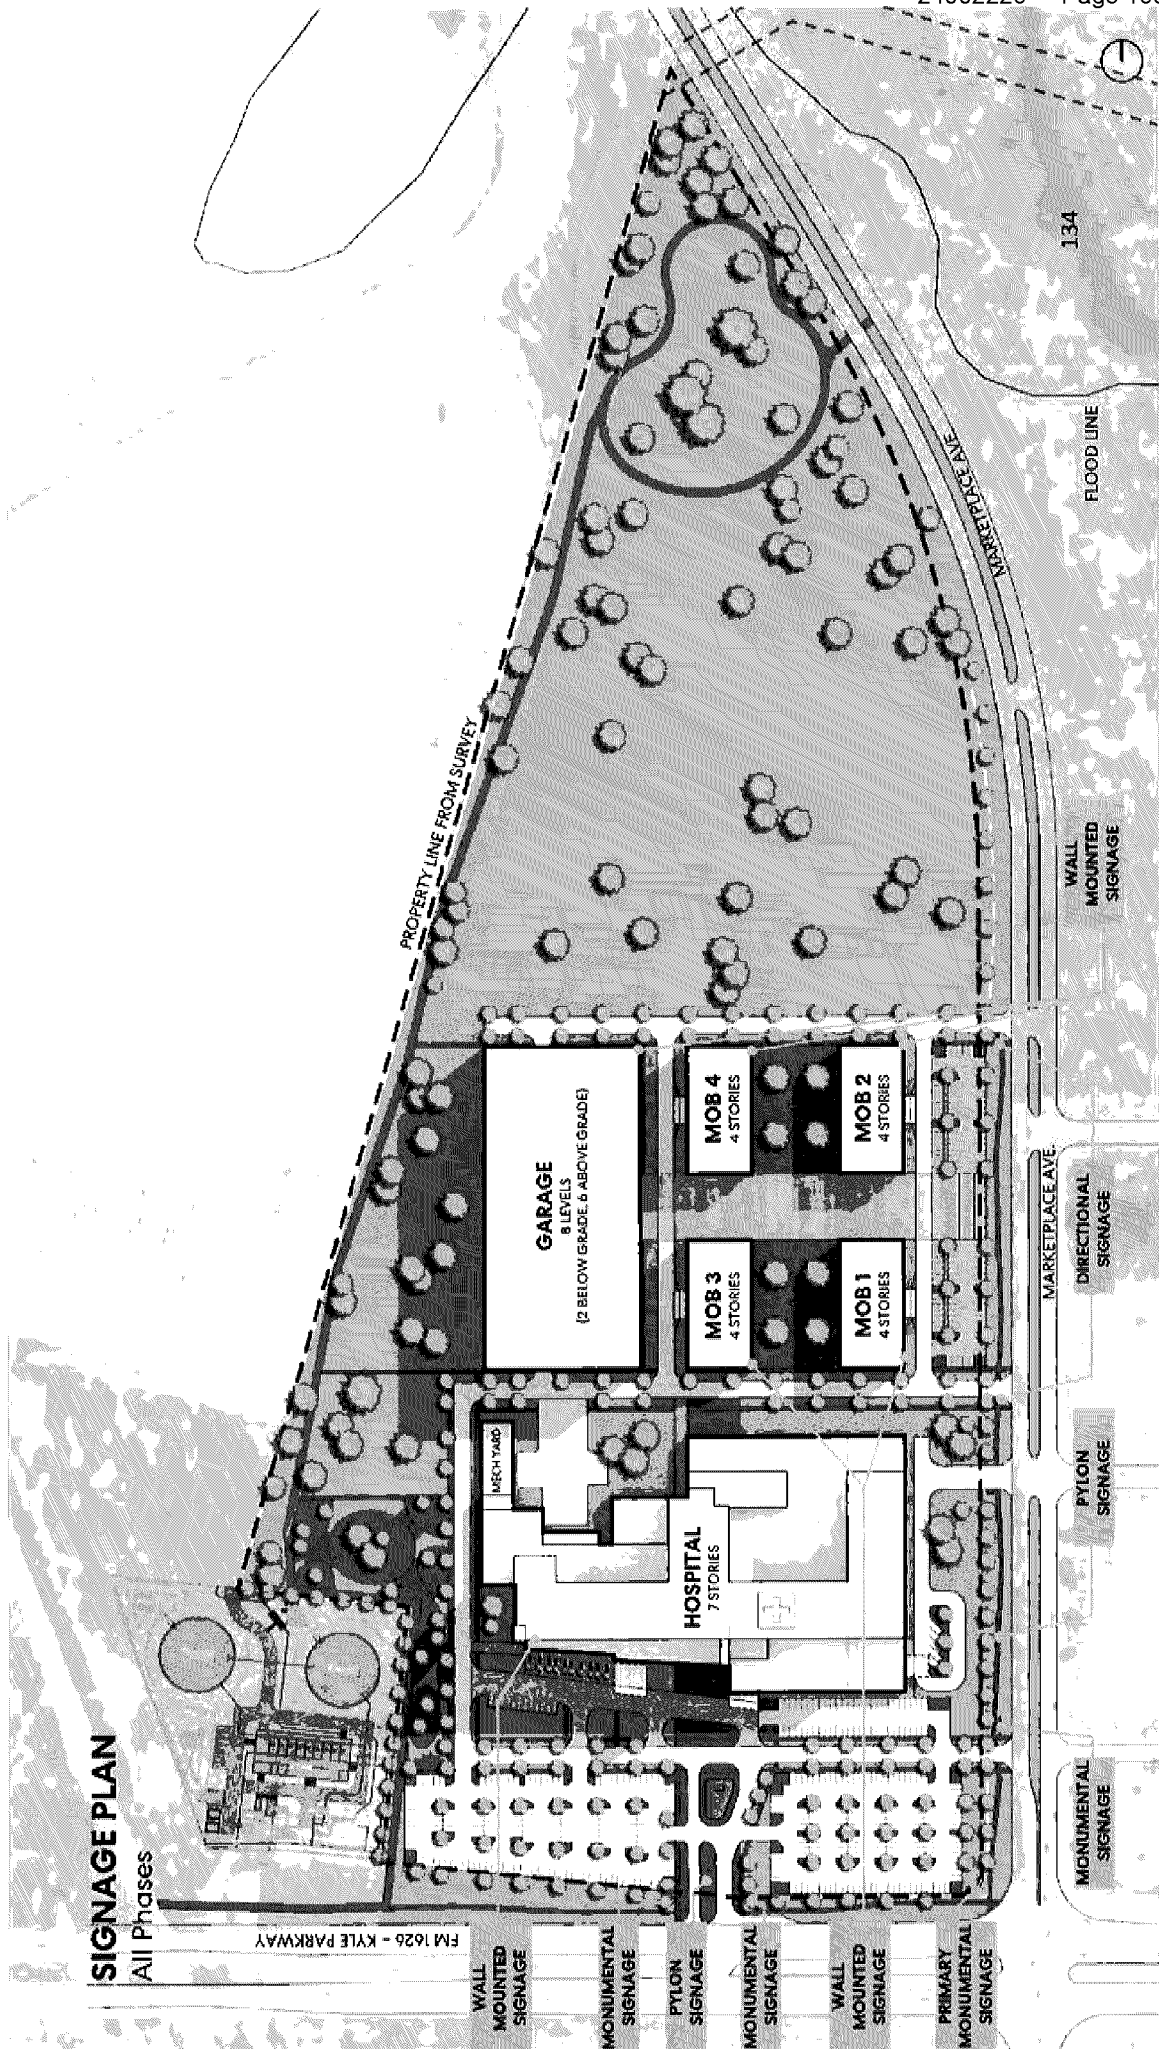 SIGNAGE PLAN
All Phases
134
FLOOD LINE
MARKETPLACE AVE.
PROPERTY LINE FROM SURVEY
WALL
MOUNTED
SIGNAGE
GARAGE
8 LEVELS
(2 BELOW GRADE, 6 ABOVE GRADE)
MOB 4
4 STORIES
MOB 2
4 STORIES
MOB 3
4 STORIES
MOB 1
4 STORIES
MARKETPLACE AVE.
DIRECTIONAL
SIGNAGE
MECH YARD
HOSPITAL
7 STORIES
PYLON
SIGNAGE
MONUMENTAL
SIGNAGE
FM 1626 - KYLE PARKWAY
WALL
MOUNTED
SIGNAGE
MONUMENTAL
SIGNAGE
PYLON
SIGNAGE
MONUMENTAL
SIGNAGE
WALL
MOUNTED
SIGNAGE
PRIMARY
MONUMENTAL
SIGNAGE